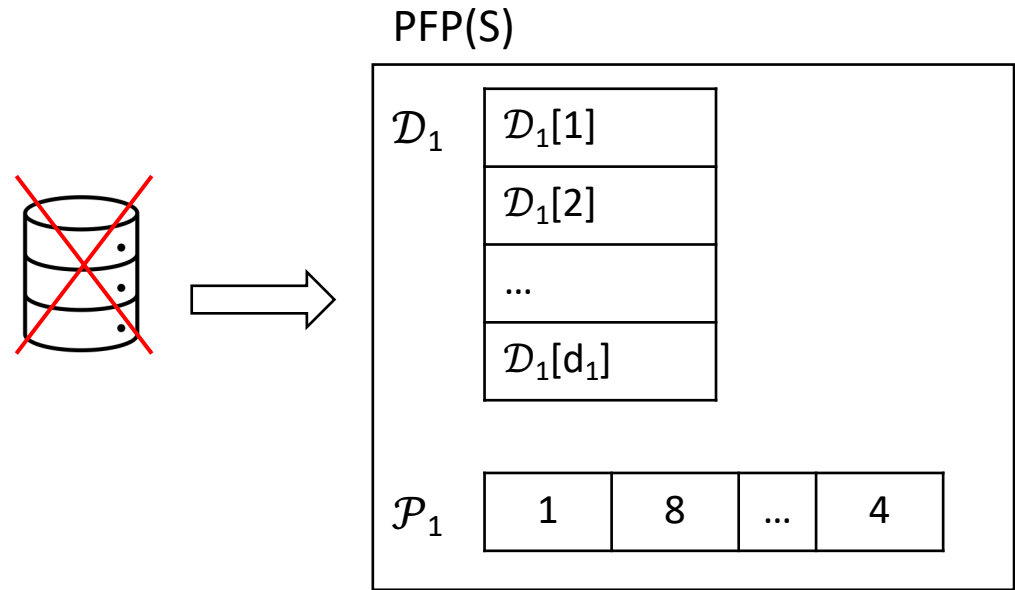 PFP(S)
𝒟₁
𝒟₁[1]
𝒟₁[2]
...
𝒟₁[d₁]
𝒫₁ 1 8 ... 4